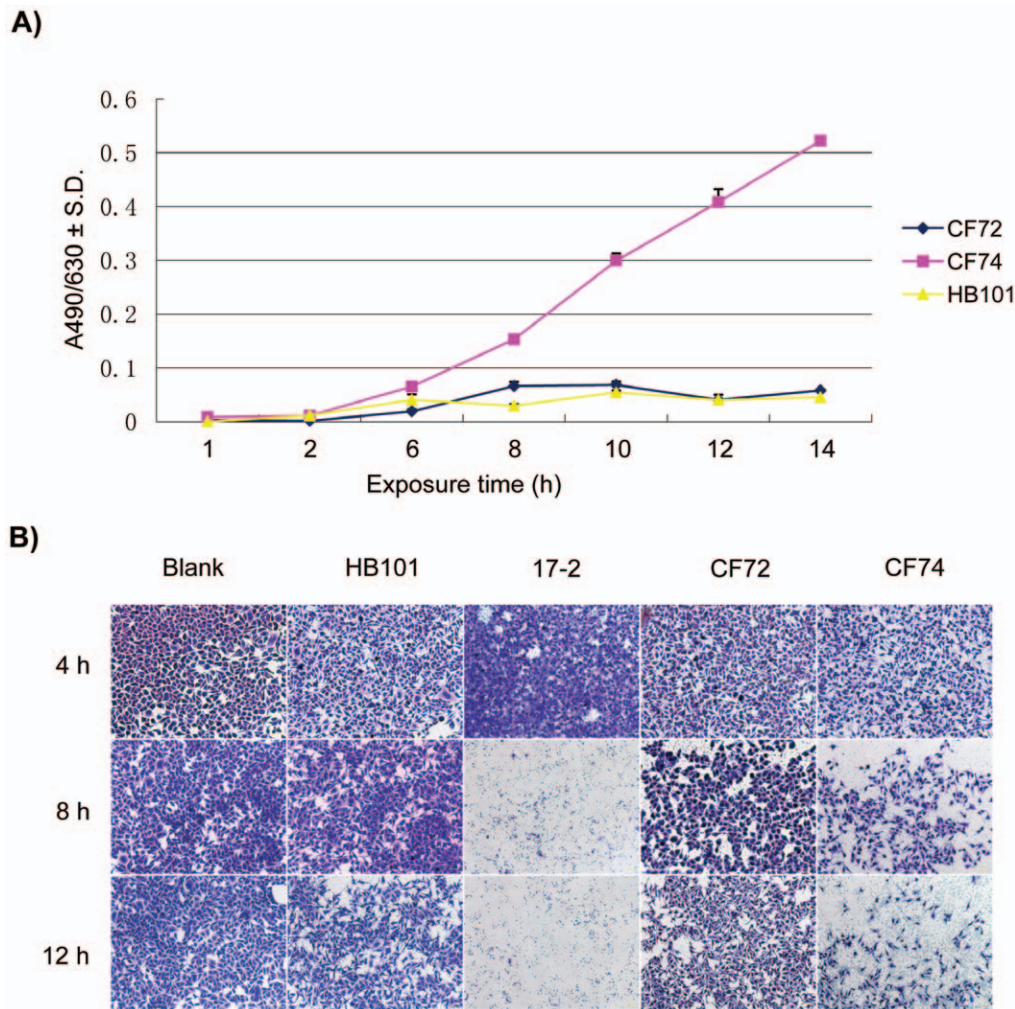 A)
A490/630 ± S.D.
0.6
0.5
0.4
0.3
0.2
0.1
0
1 2 6 8 10 12 14
Exposure time (h)
CF72
CF74
HB101
B)
Blank HB101 17-2 CF72 CF74
4 h
8 h
12 h